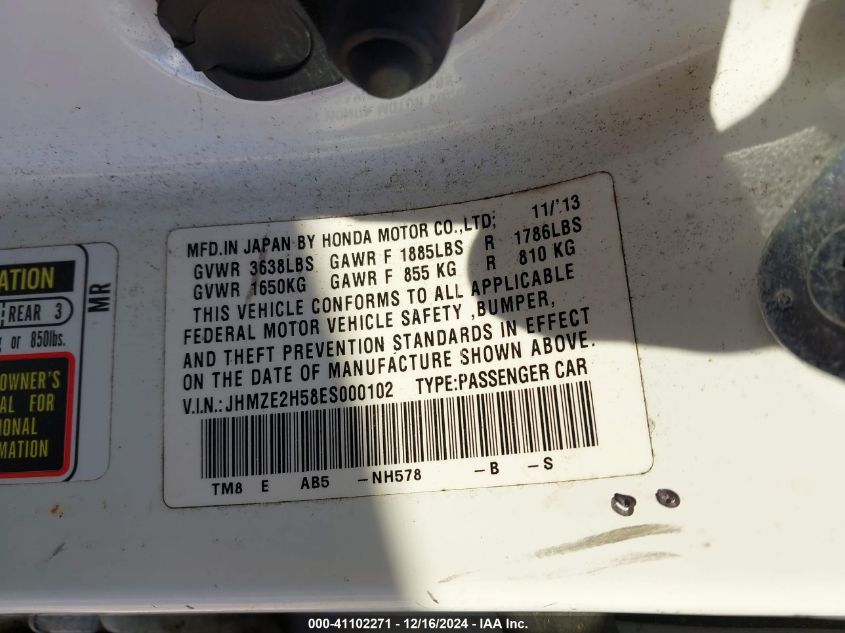 MFD.IN JAPAN BY HONDA MOTOR CO.,LTD; 11/'13
GVWR 3638LBS GAWR F 1885LBS R 1786LBS
GVWR 1650KG GAWR F 855 KG R 810 KG
THIS VEHICLE CONFORMS TO ALL APPLICABLE
FEDERAL MOTOR VEHICLE SAFETY ,BUMPER,
AND THEFT PREVENTION STANDARDS IN EFFECT
ON THE DATE OF MANUFACTURE SHOWN ABOVE.
V.I.N.: JHMZE2H58ES000102 TYPE:PASSENGER CAR
TM8 E AB5 -NH578 -B -S
ATION
REAR 3
g or 850lbs.
OWNER'S
AL FOR
IONAL
MATION
MR
000-41102271 - 12/16/2024 - IAA Inc.